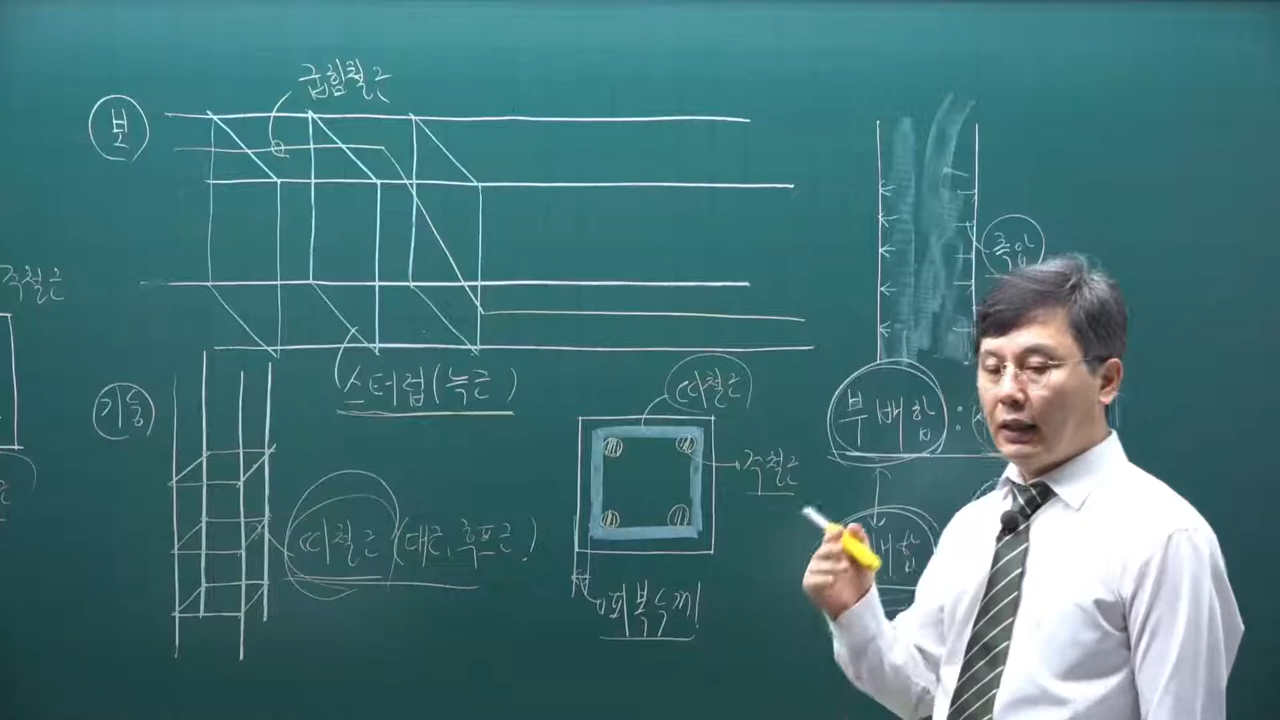 굽힘철근
보
측압
주철근
스터럽(늑근)
기둥
띠철근
부배합:
주철근
띠철근(대근, 후프근)
배합
피복두께